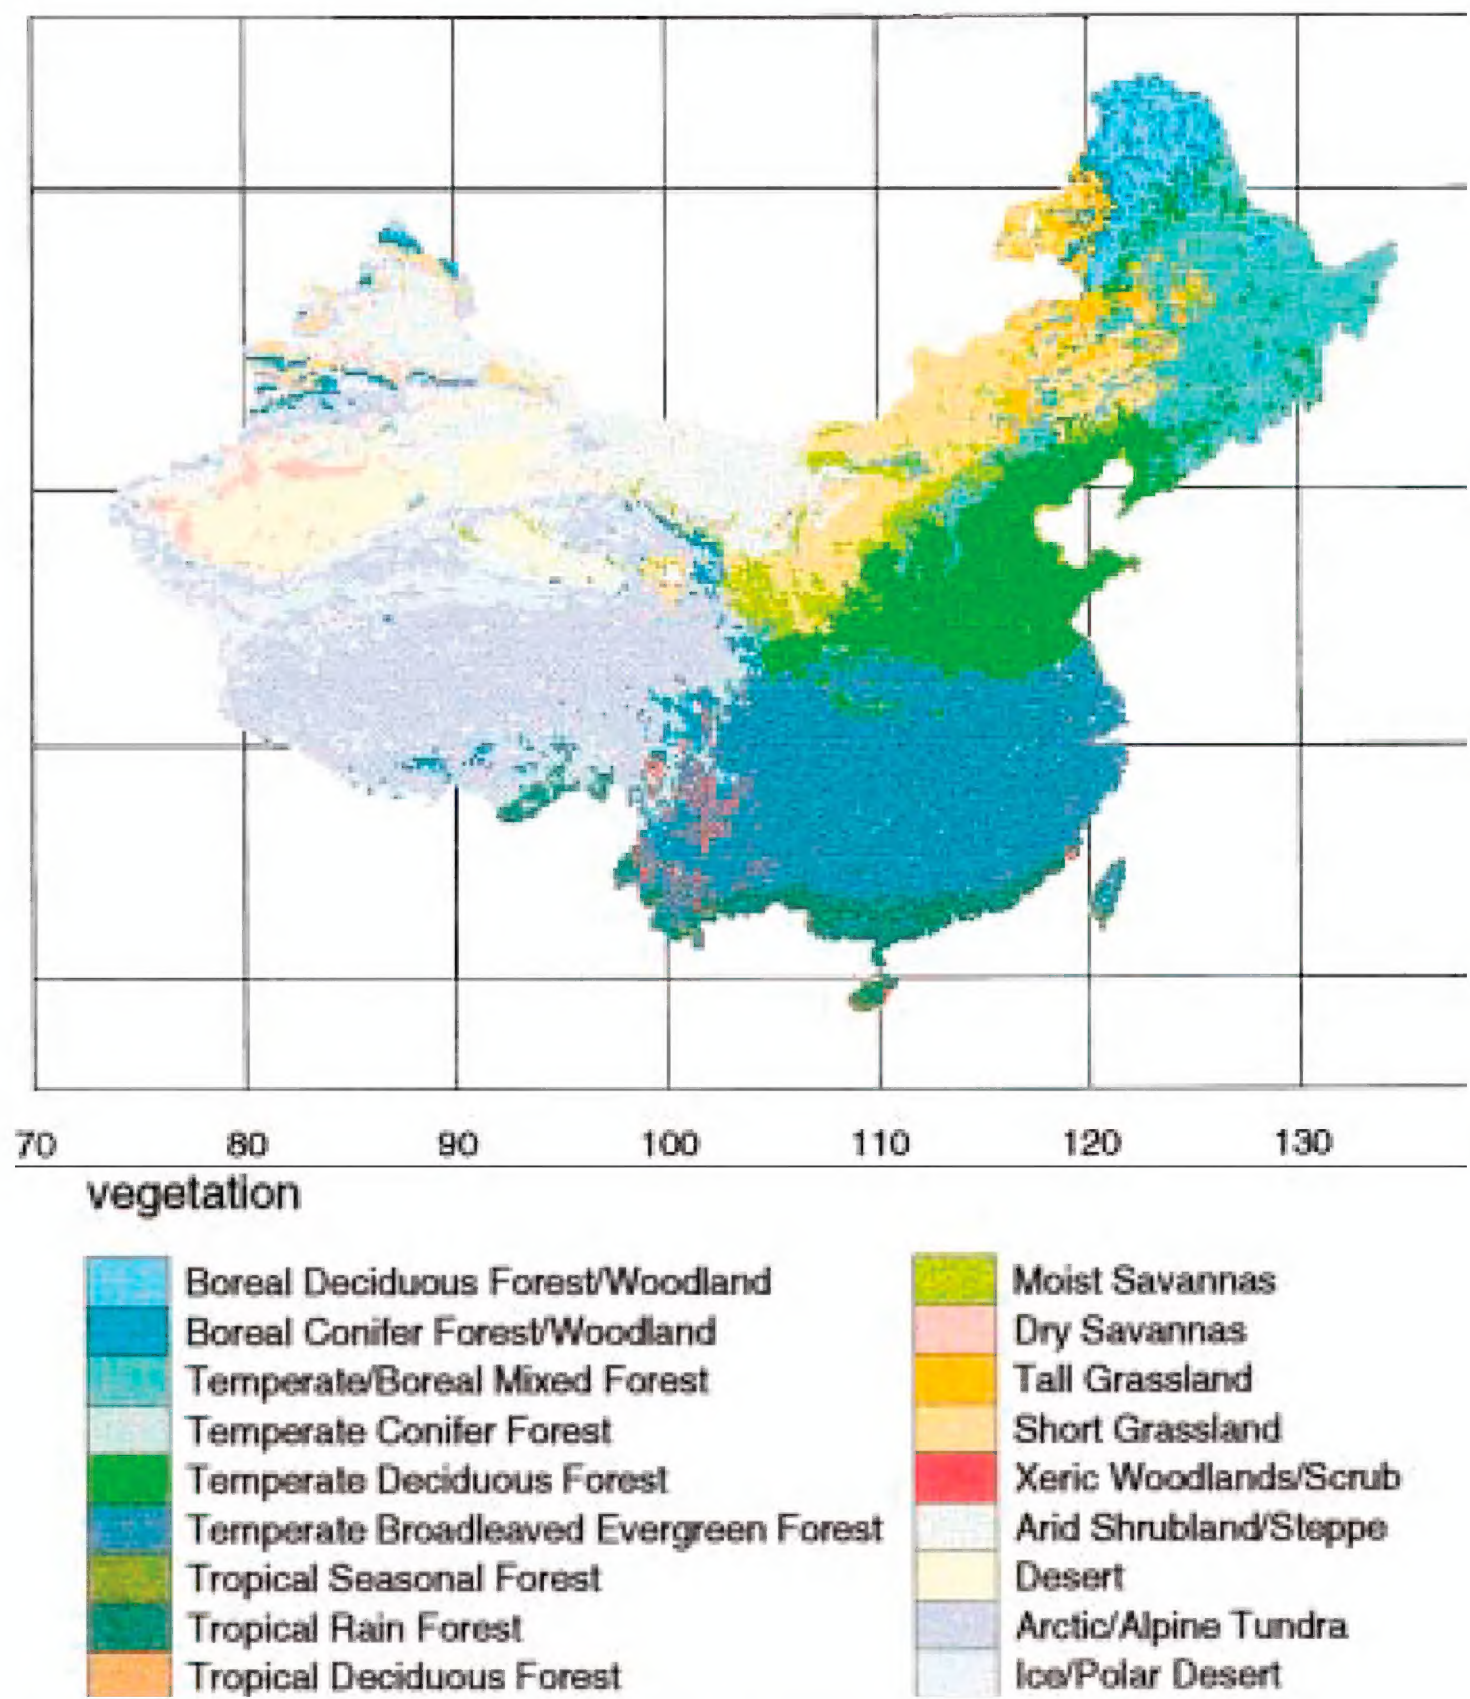 70 80 90 100 110 120 130
vegetation
Boreal Deciduous Forest/Woodland
Boreal Conifer Forest/Woodland
Temperate/Boreal Mixed Forest
Temperate Conifer Forest
Temperate Deciduous Forest
Temperate Broadleaved Evergreen Forest
Tropical Seasonal Forest
Tropical Rain Forest
Tropical Deciduous Forest
Moist Savannas
Dry Savannas
Tall Grassland
Short Grassland
Xeric Woodlands/Scrub
Arid Shrubland/Steppe
Desert
Arctic/Alpine Tundra
Ice/Polar Desert